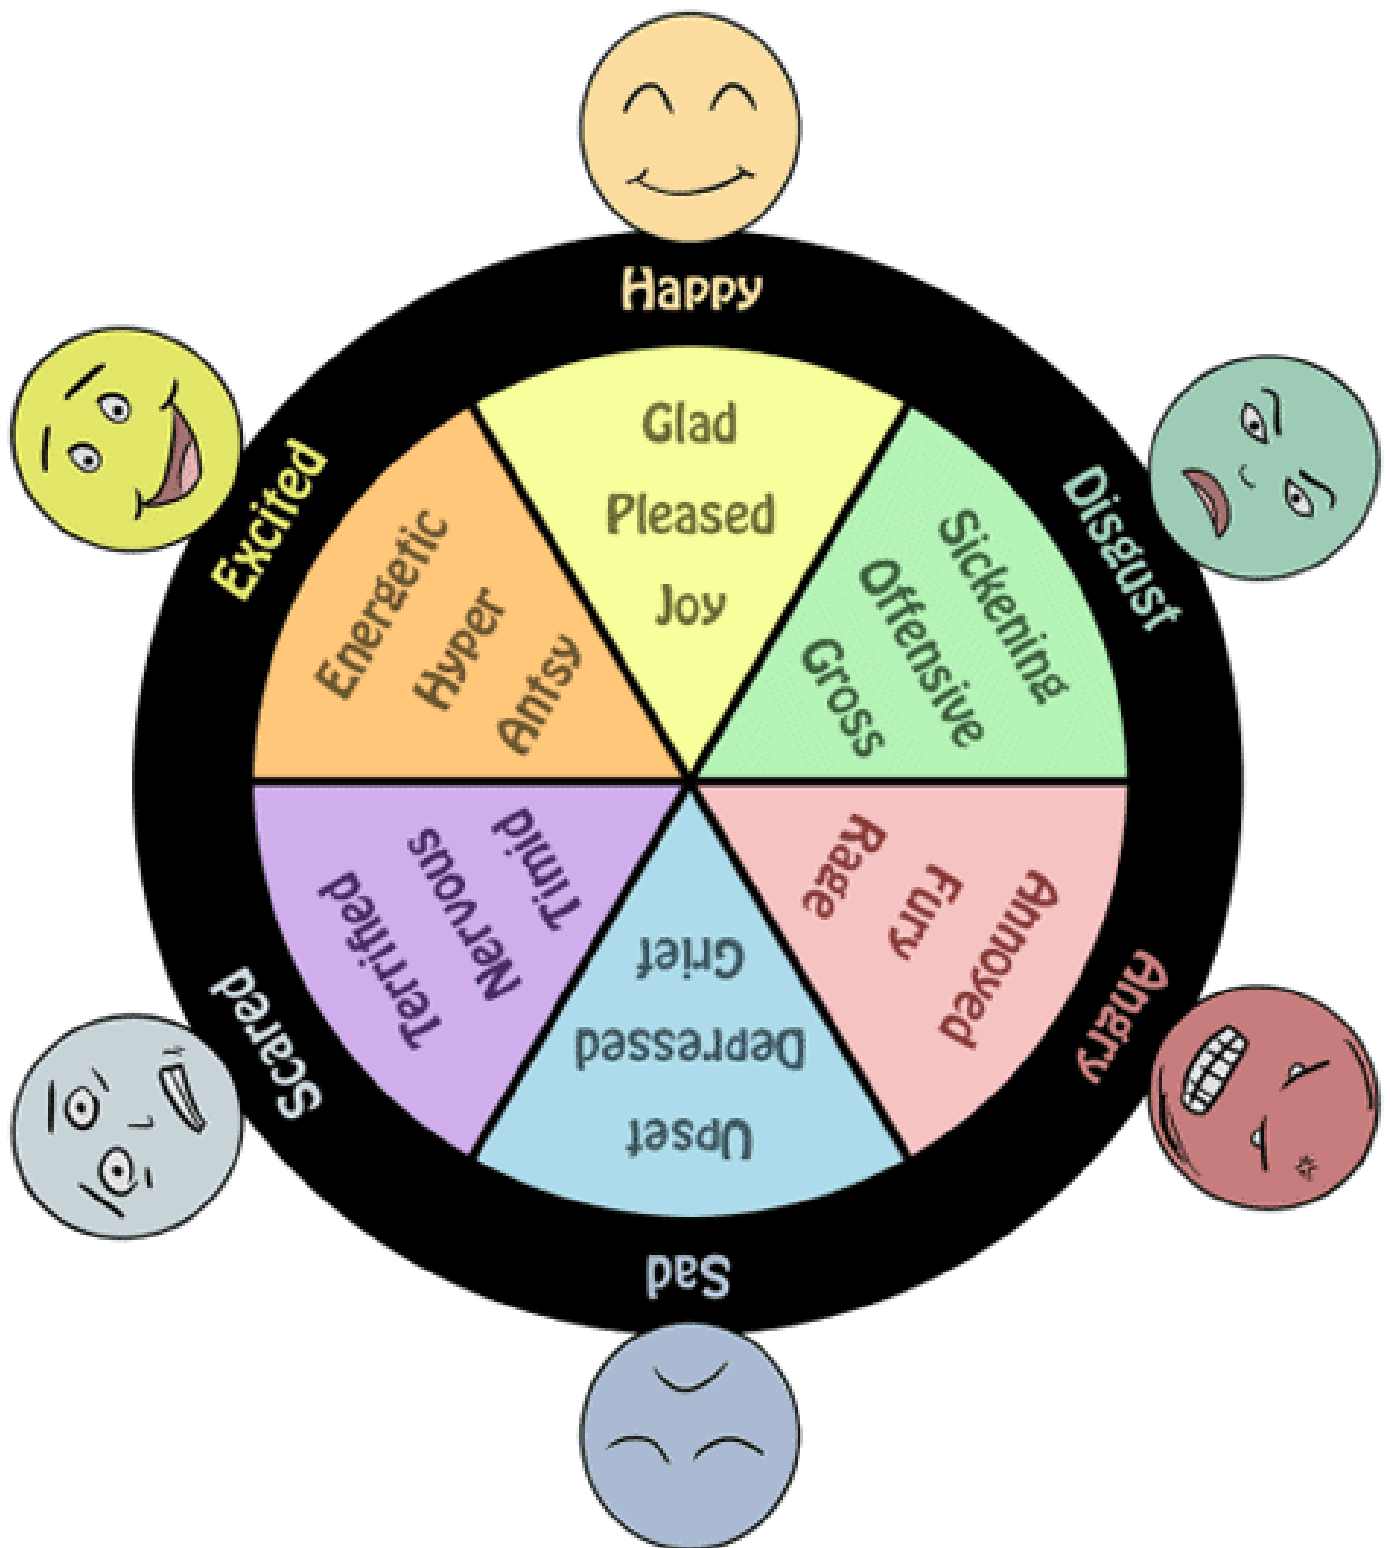 Happy
Glad
Pleased
Joy
Disgust
Sickening
Offensive
Gross
Angry
Annoyed
Fury
Rage
Sad
Upset
Depressed
Grief
Scared
Terrified
Nervous
Timid
Excited
Energetic
Hyper
Antsy